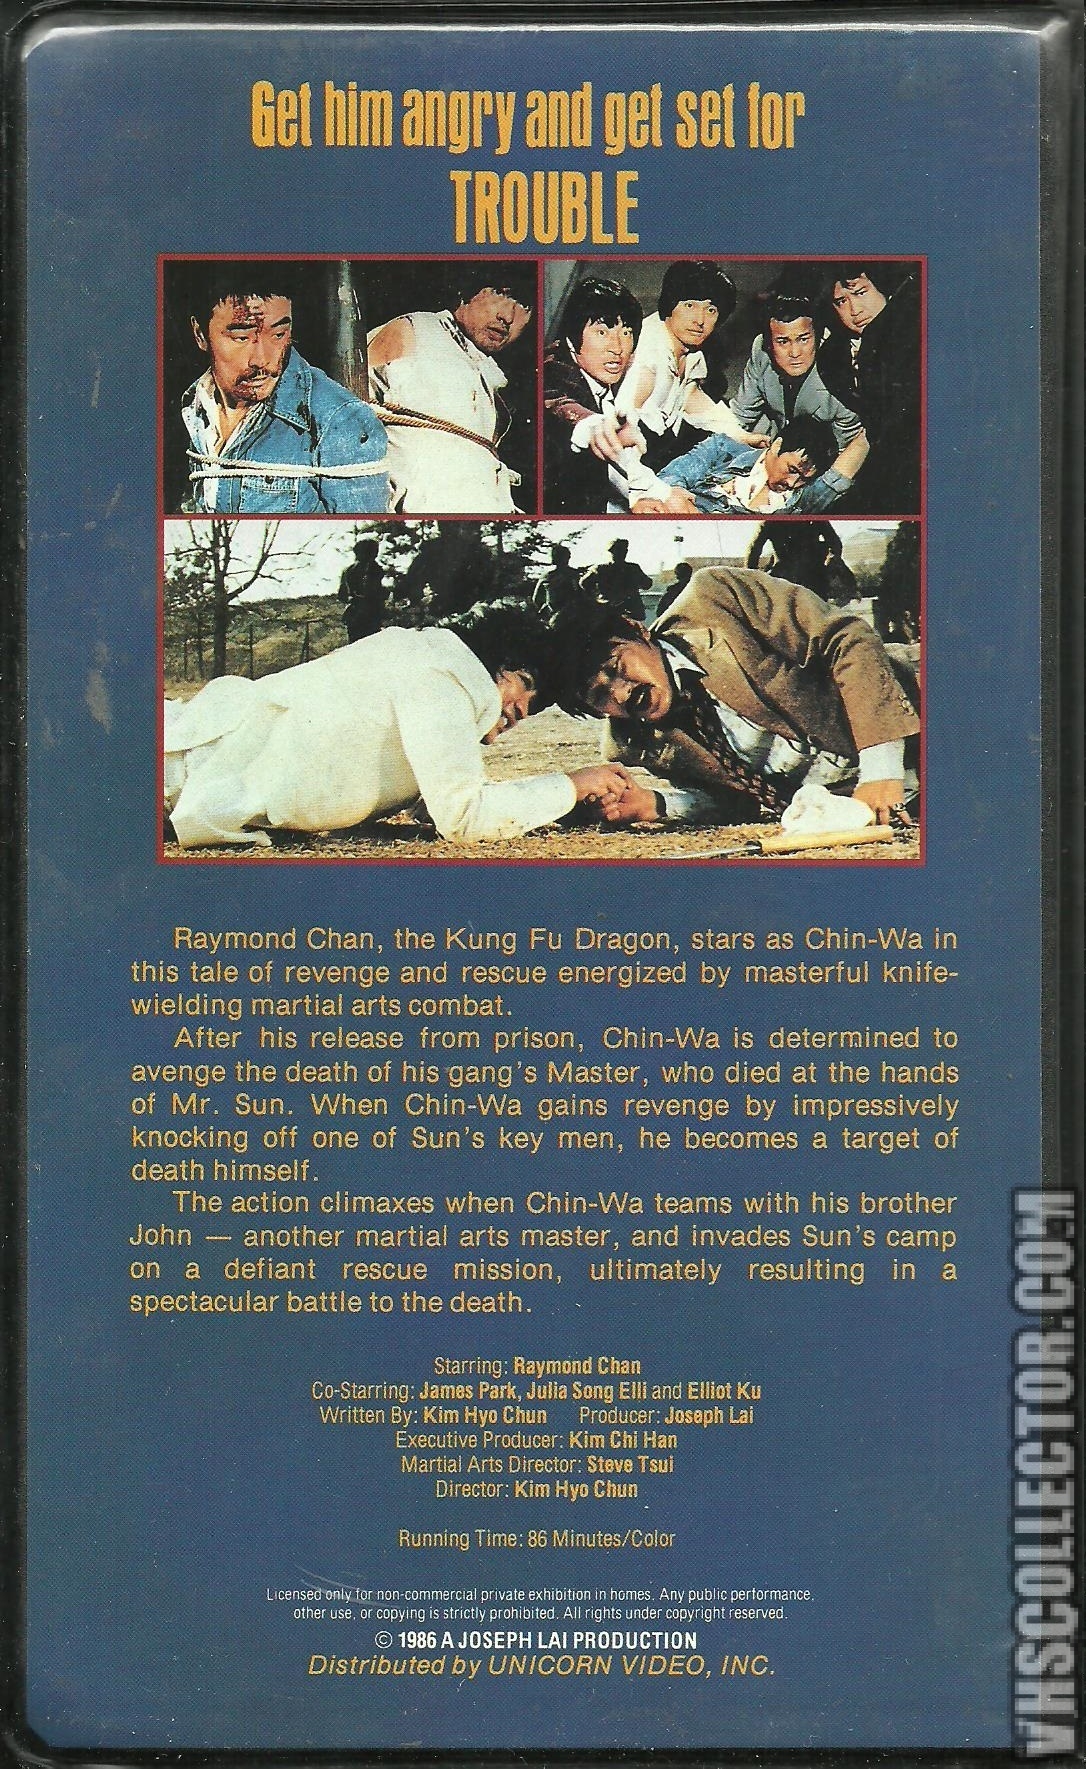 Get him angry and get set for
TROUBLE
Raymond Chan, the Kung Fu Dragon, stars as Chin-Wa in
this tale of revenge and rescue energized by masterful knife-
wielding martial arts combat.
After his release from prison, Chin-Wa is determined to
avenge the death of his gang's Master, who died at the hands
of Mr. Sun. When Chin-Wa gains revenge by impressively
knocking off one of Sun's key men, he becomes a target of
death himself.
The action climaxes when Chin-Wa teams with his brother
John — another martial arts master, and invades Sun's camp
on a defiant rescue mission, ultimately resulting in a
spectacular battle to the death.
Starring: Raymond Chan
Co-Starring: James Park, Julia Song Elli and Elliot Ku
Written By: Kim Hyo Chun Producer: Joseph Lai
Executive Producer: Kim Chi Han
Martial Arts Director: Steve Tsui
Director: Kim Hyo Chun
Running Time: 86 Minutes/Color
Licensed only for non-commercial private exhibition in homes. Any public performance,
other use, or copying is strictly prohibited. All rights under copyright reserved.
© 1986 A JOSEPH LAI PRODUCTION
Distributed by UNICORN VIDEO, INC.
VHSCOLLECTOR.COM